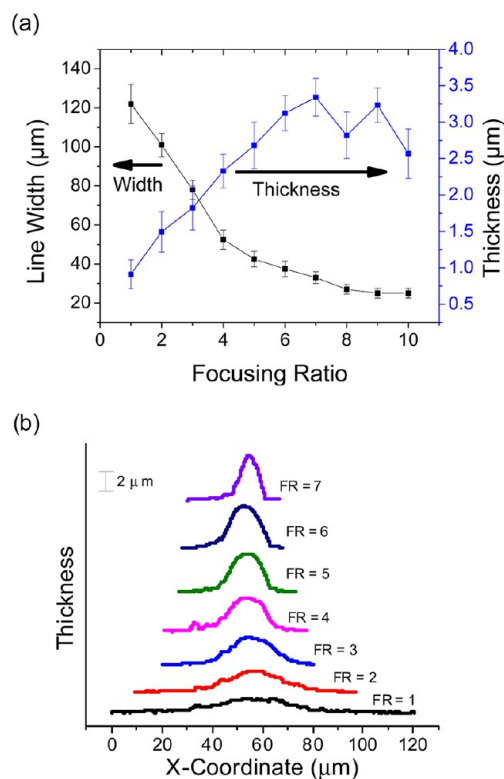 (a)
140
120
100
80
60
40
20
Line Width (μm)
4.0
3.5
3.0
2.5
2.0
1.5
1.0
0.5
Thickness (μm)
Width
Thickness
0 2 4 6 8 10
Focusing Ratio
(b)
2 μ m
FR = 7
FR = 6
FR = 5
FR = 4
FR = 3
FR = 2
FR = 1
Thickness
0 20 40 60 80 100 120
X-Coordinate (μm)